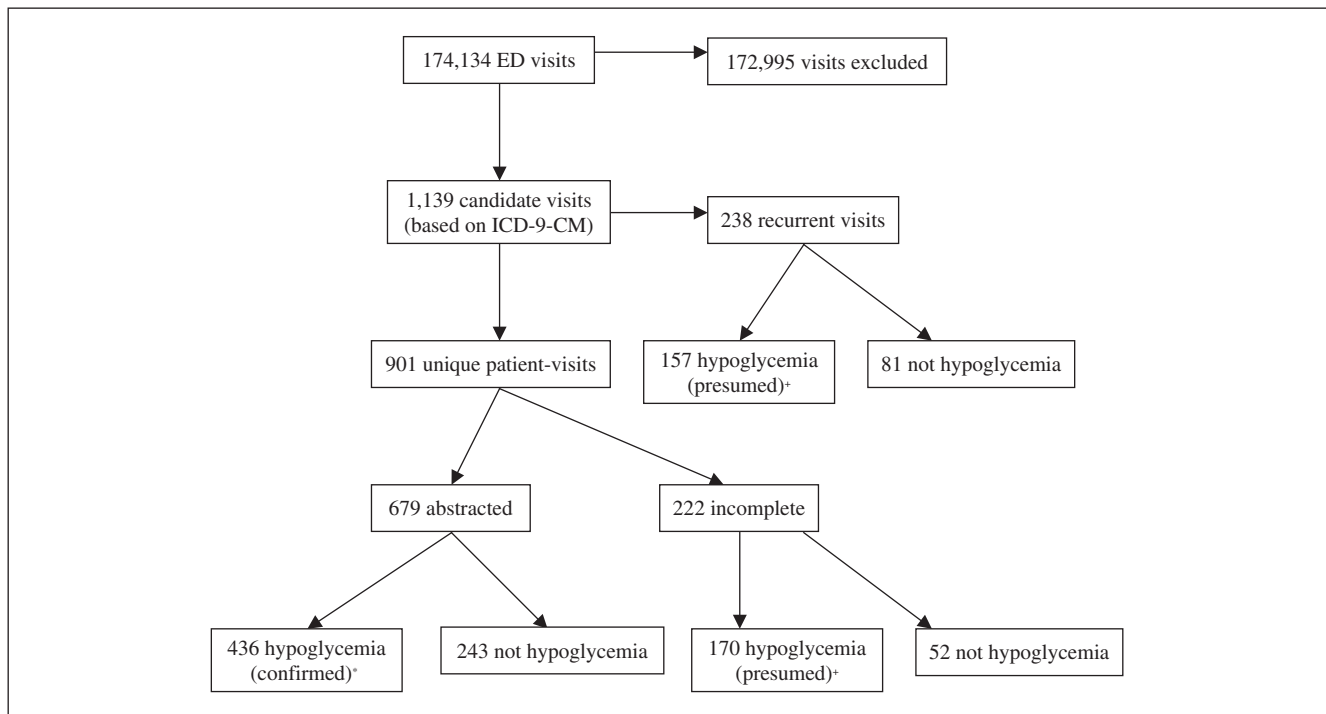 174,134 ED visits
172,995 visits excluded
1,139 candidate visits
(based on ICD-9-CM)
238 recurrent visits
901 unique patient-visits
157 hypoglycemia
(presumed)+
81 not hypoglycemia
679 abstracted
222 incomplete
436 hypoglycemia
(confirmed)*
243 not hypoglycemia
170 hypoglycemia
(presumed)+
52 not hypoglycemia